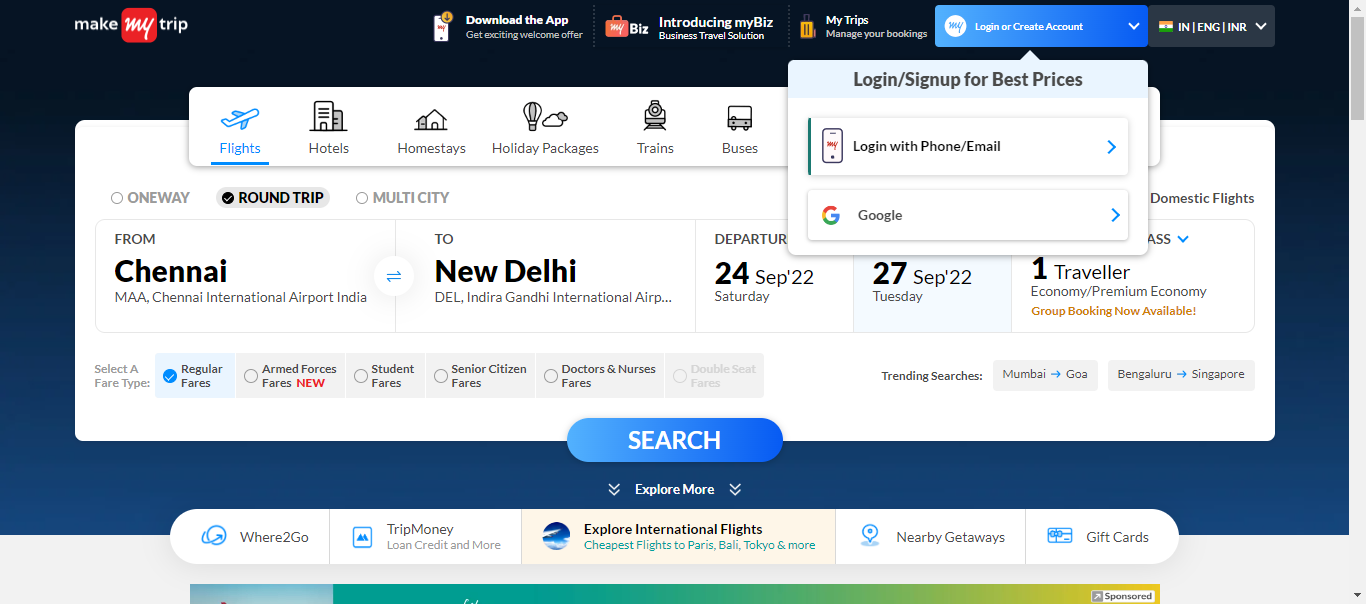 make my trip
Download the App
Get exciting welcome offer
my Biz
Introducing myBiz
Business Travel Solution
My Trips
Manage your bookings
my
Login or Create Account
IN | ENG | INR
Login/Signup for Best Prices
my
Login with Phone/Email
Google
Flights
Hotels
Homestays
Holiday Packages
Trains
Buses
ONEWAY
ROUND TRIP
MULTI CITY
Domestic Flights
FROM
Chennai
MAA, Chennai International Airport India
TO
New Delhi
DEL, Indira Gandhi International Airp...
DEPARTUR
24 Sep'22
Saturday
27 Sep'22
Tuesday
ASS
1 Traveller
Economy/Premium Economy
Group Booking Now Available!
Select A
Fare Type:
Regular
Fares
Armed Forces
Fares NEW
Student
Fares
Senior Citizen
Fares
Doctors & Nurses
Fares
Double Seat
Fares
Trending Searches:
Mumbai → Goa
Bengaluru → Singapore
SEARCH
Explore More
Where2Go
TripMoney
Loan Credit and More
Explore International Flights
Cheapest Flights to Paris, Bali, Tokyo & more
Nearby Getaways
Gift Cards
Sponsored